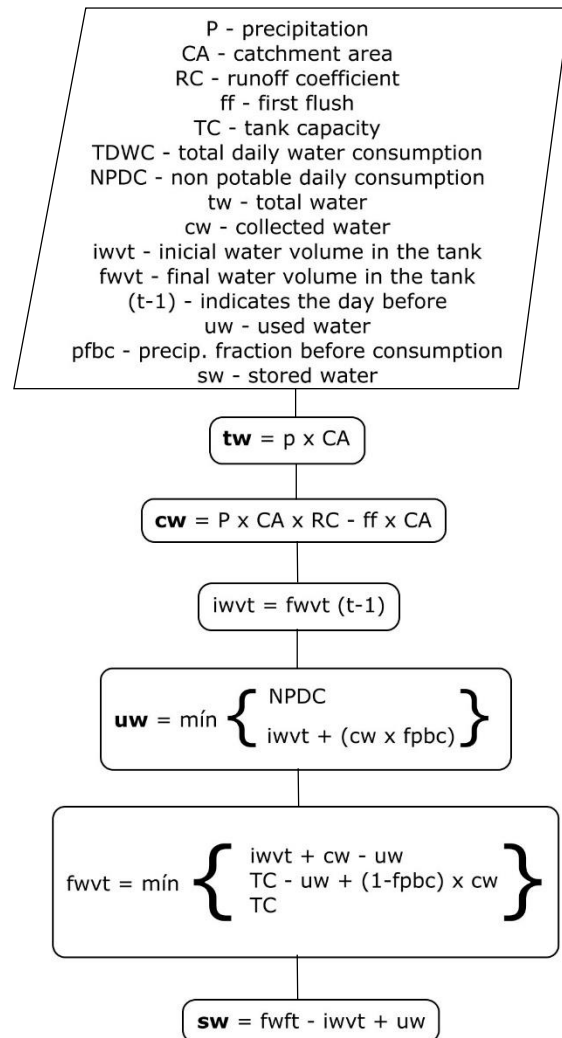 P - precipitation
CA - catchment area
RC - runoff coefficient
ff - first flush
TC - tank capacity
TDWC - total daily water consumption
NPDC - non potable daily consumption
tw - total water
cw - collected water
iwvt - inicial water volume in the tank
fwvt - final water volume in the tank
(t-1) - indicates the day before
uw - used water
pfbc - precip. fraction before consumption
sw - stored water
tw = p x CA
cw = P x CA x RC - ff x CA
iwvt = fwvt (t-1)
uw = mín { NPDC
iwvt + (cw x fpbc) }
fwvt = mín { iwvt + cw - uw
TC - uw + (1-fpbc) x cw
TC }
sw = fwft - iwvt + uw